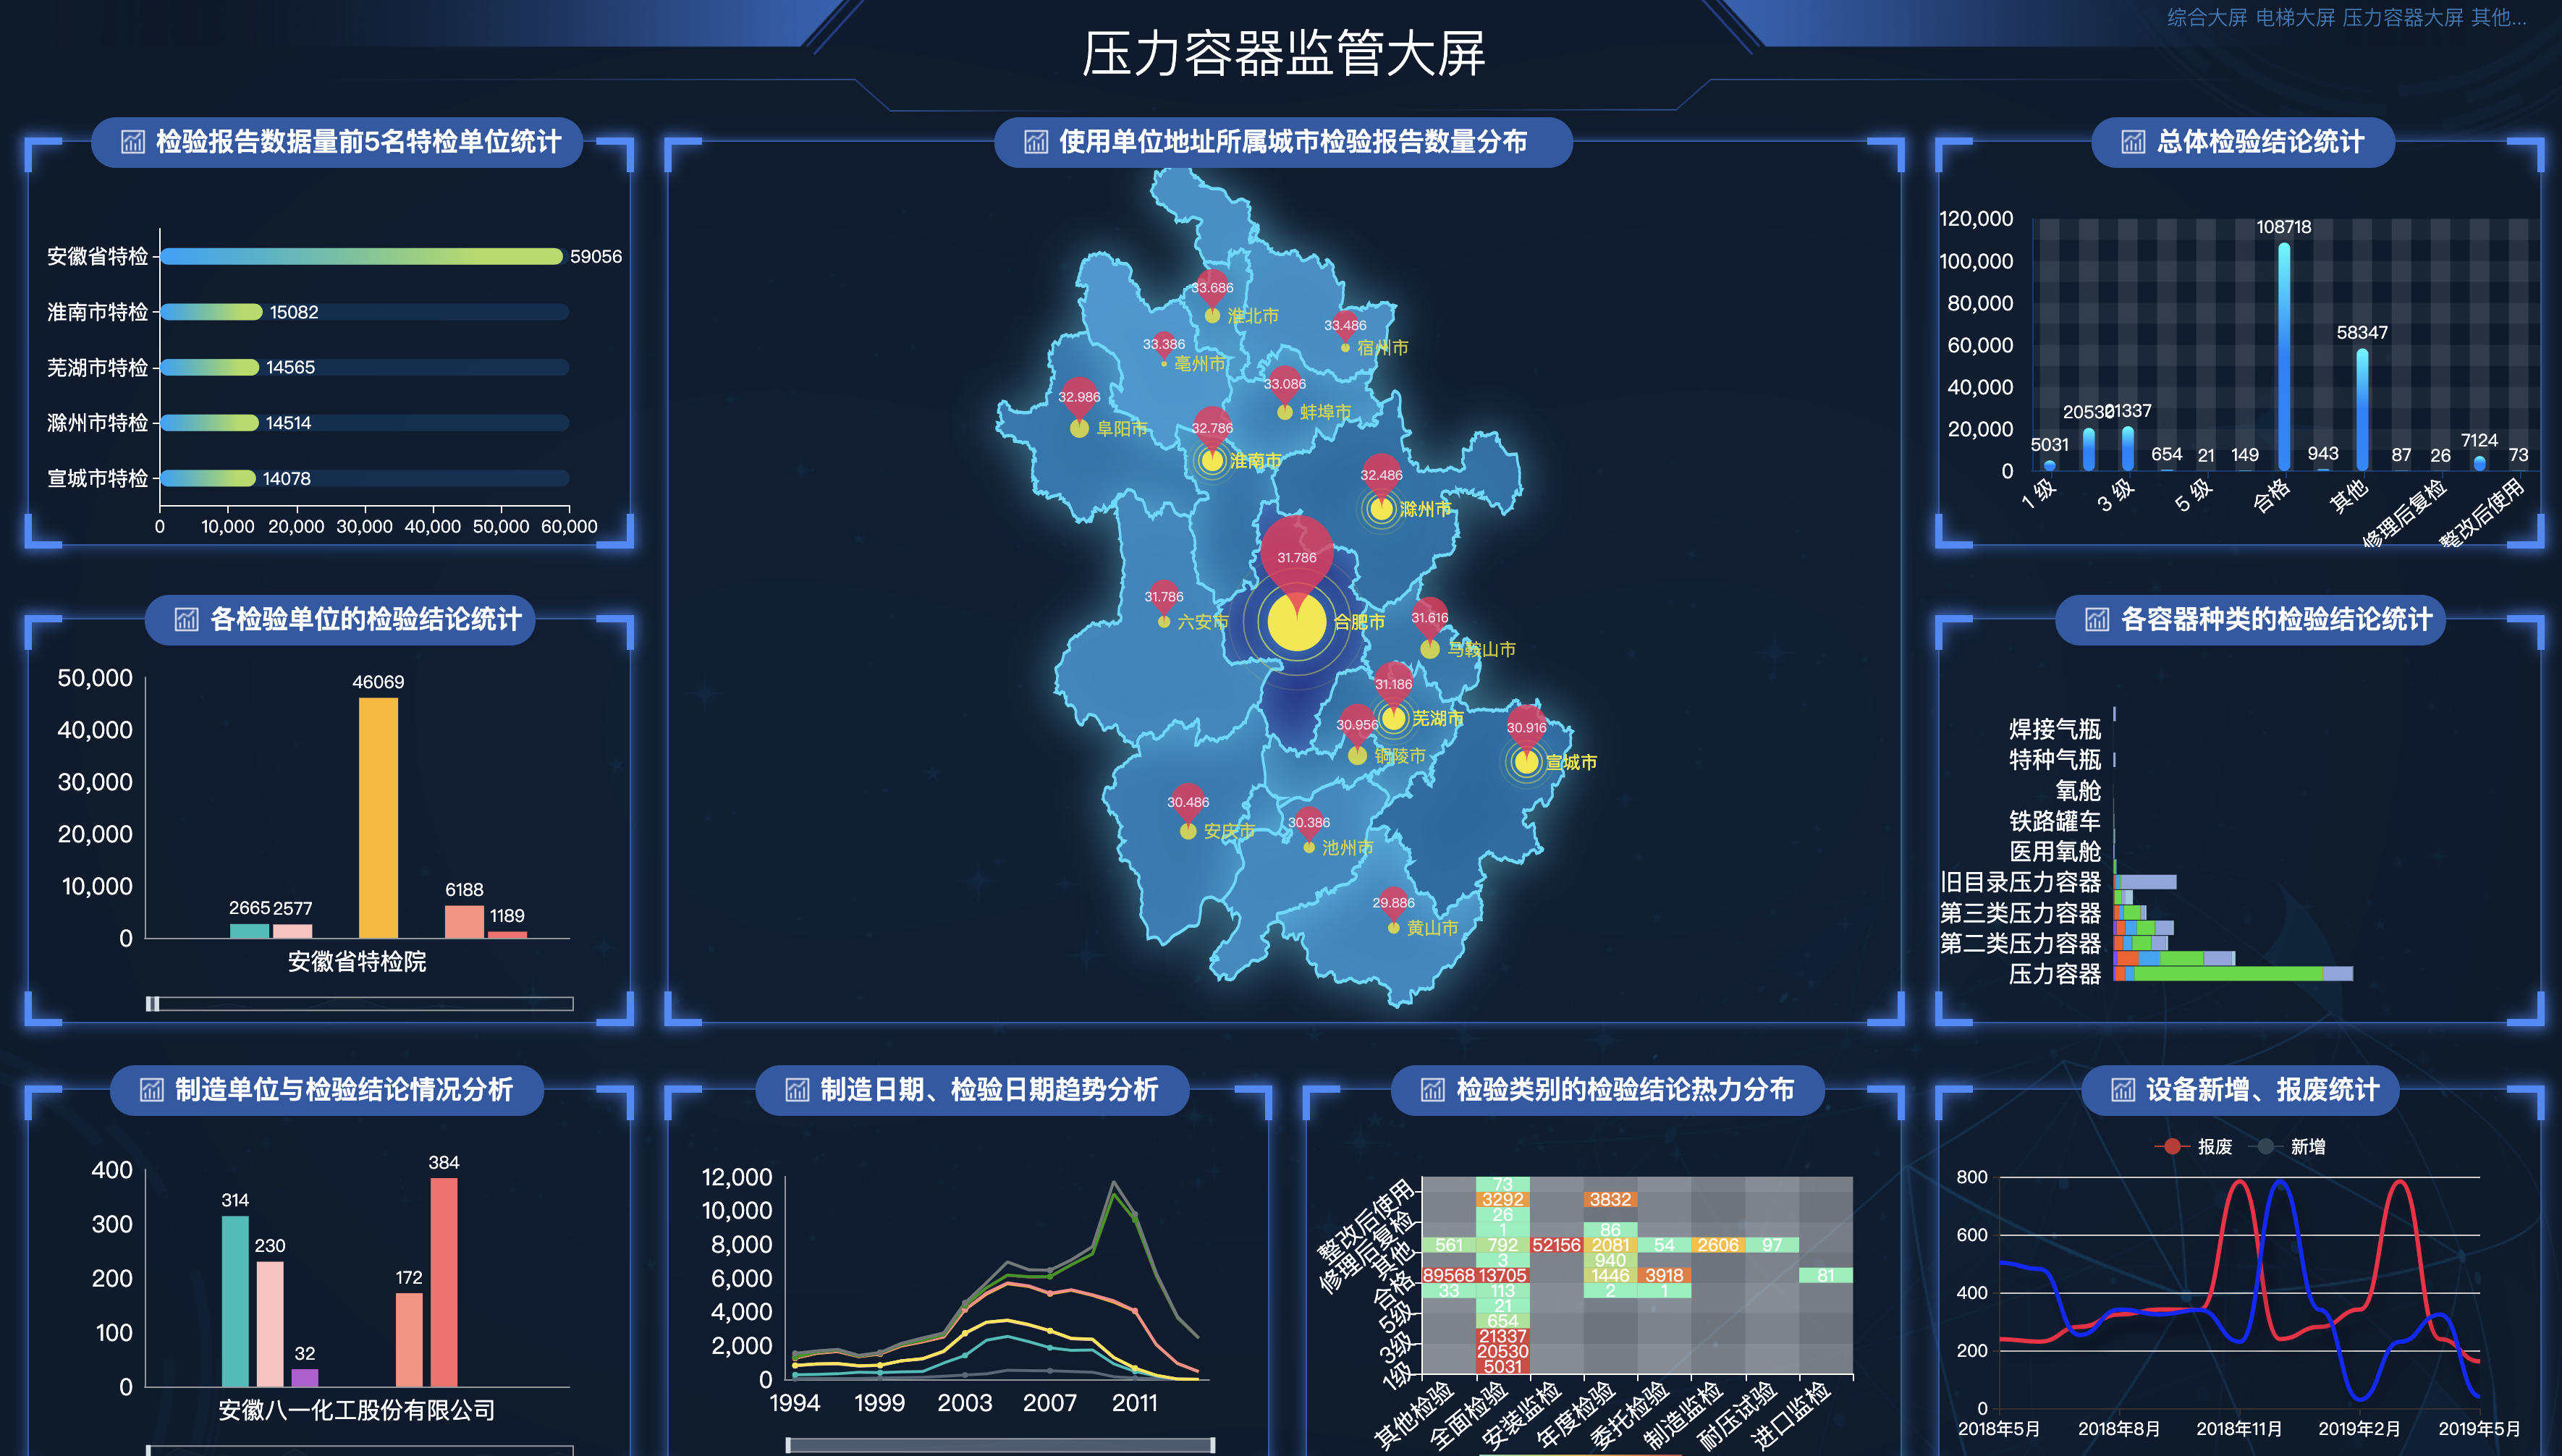 综合大屏 电梯大屏 压力容器大屏 其他...
压力容器监管大屏
检验报告数据量前5名特检单位统计
安徽省特检
59056
淮南市特检
15082
芜湖市特检
14565
滁州市特检
14514
宣城市特检
14078
0 10,000 20,000 30,000 40,000 50,000 60,000
使用单位地址所属城市检验报告数量分布
33.686
淮北市
33.486
宿州市
33.386
亳州市
33.086
蚌埠市
32.986
阜阳市
32.786
淮南市
32.486
滁州市
31.786
合肥市
31.786
六安市
31.616
马鞍山市
31.186
芜湖市
30.956
铜陵市
30.916
宣城市
30.486
安庆市
30.386
池州市
29.886
黄山市
总体检验结论统计
120,000
100,000
80,000
60,000
40,000
20,000
0
5031 20530 21337 654 21 149 108718 943 58347 87 26 7124 73
1 级 3 级 5 级 合格 其他 修理后复检 整改后使用
各检验单位的检验结论统计
50,000
40,000
30,000
20,000
10,000
0
2665 2577 46069 6188 1189
安徽省特检院
各容器种类的检验结论统计
焊接气瓶
特种气瓶
氧舱
铁路罐车
医用氧舱
旧目录压力容器
第三类压力容器
第二类压力容器
压力容器
制造单位与检验结论情况分析
400
300
200
100
0
314 230 32 172 384
安徽八一化工股份有限公司
制造日期、检验日期趋势分析
12,000
10,000
8,000
6,000
4,000
2,000
0
1994 1999 2003 2007 2011
检验类别的检验结论热力分布
整改后使用
修理后复检
其他
合格
5级
3级
1级
73
3292 3832
26
1 86
561 792 52156 2081 54 2606 97
3 940
89568 13705 1446 3918 81
33 113 2 1
21
654
21337
20530
5031
其他检验 全面检验 安装监检 年度检验 委托检验 制造监检 耐压试验 进口监检
设备新增、报废统计
报废 新增
800
600
400
200
0
2018年5月 2018年8月 2018年11月 2019年2月 2019年5月